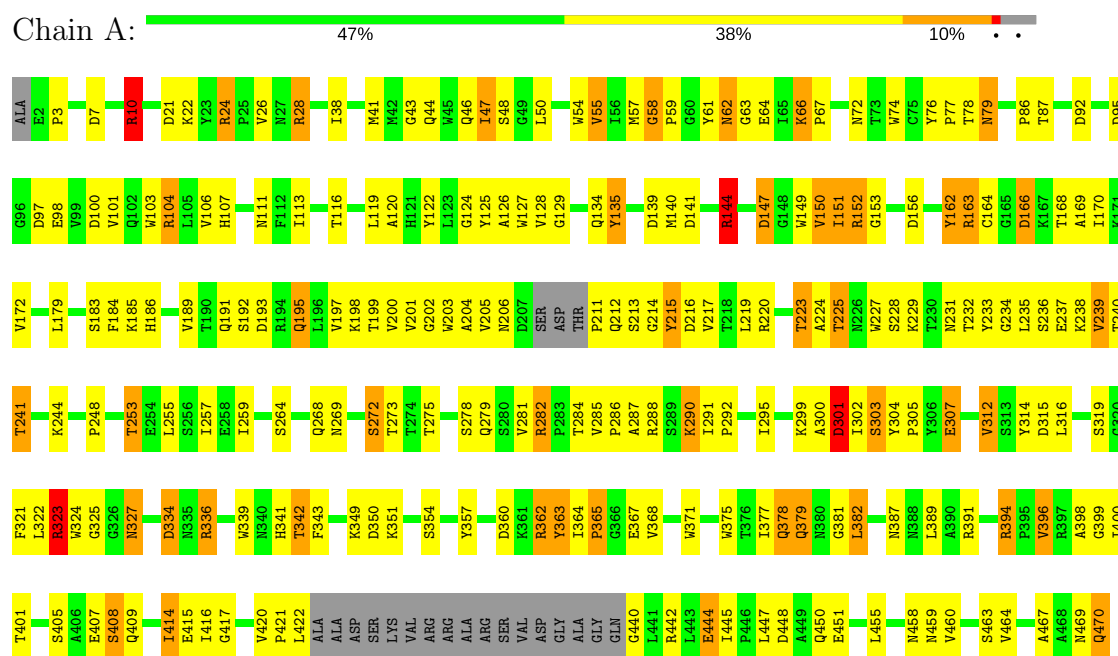 Chain A:
47% 38% 10% • •
ALA E2 P3 D7 R10 D21 K22 Y23 R24 P25 V26 N27 R28 I38 M41 M42 G43 Q44 W45 Q46 I47 S48 G49 L50 W54 V55 I56 M57 G58 P59 G60 Y61 N62 G63 E64 I65 K66 P67 N72 T73 W74 C75 Y76 P77 T78 N79 P86 T87 D92 D95
G96 D97 E98 V99 D100 V101 Q102 W103 R104 L105 V106 H107 N111 F112 I113 T116 L119 A120 H121 Y122 L123 G124 Y125 A126 W127 V128 G129 Q134 Y135 D139 M140 D141 R144 D147 G148 W149 V150 I151 R152 G153 D156 Y162 R163 C164 G165 D166 K167 T168 A169 I170 K171
V172 L179 S183 F184 K185 H186 V189 T190 Q191 S192 D193 R194 Q195 L196 V197 K198 T199 V200 V201 G202 W203 A204 V205 N206 D207 SER ASP THR P211 Q212 S213 G214 Y215 D216 V217 T218 L219 R220 T223 A224 T225 N226 W227 S228 K229 T230 N231 T232 Y233 G234 L235 S236 E237 K238 V239 T240
T241 K244 P248 T253 E254 L255 S256 I257 E258 I259 S264 Q268 N269 S272 T273 T274 T275 S278 Q279 S280 V281 R282 P283 T284 V285 P286 A287 R288 S289 K290 I291 P292 I295 K299 A300 D301 I302 S303 Y304 P305 Y306 E307 V312 S313 Y314 D315 L316 S319 G320
F321 L322 R323 W324 G325 G326 N327 D334 N335 R336 W339 N340 H341 T342 F343 K349 D350 K351 S354 Y357 D360 K361 R362 Y363 I364 P365 G366 E367 V368 W371 W375 T376 I377 Q378 Q379 N380 G381 L382 N387 N388 L389 A390 R391 R394 P395 V396 R397 A398 G399 I400
T401 S405 A406 E407 S408 Q409 I414 E415 I416 G417 V420 P421 L422 ALA ALA ASP SER LYS VAL ARG ARG ALA ARG SER VAL ASP GLY ALA GLY GLN G440 L441 R442 L443 E444 I445 P446 L447 D448 A449 Q450 E451 L455 N458 N459 V460 S463 V464 A467 A468 N469 Q470